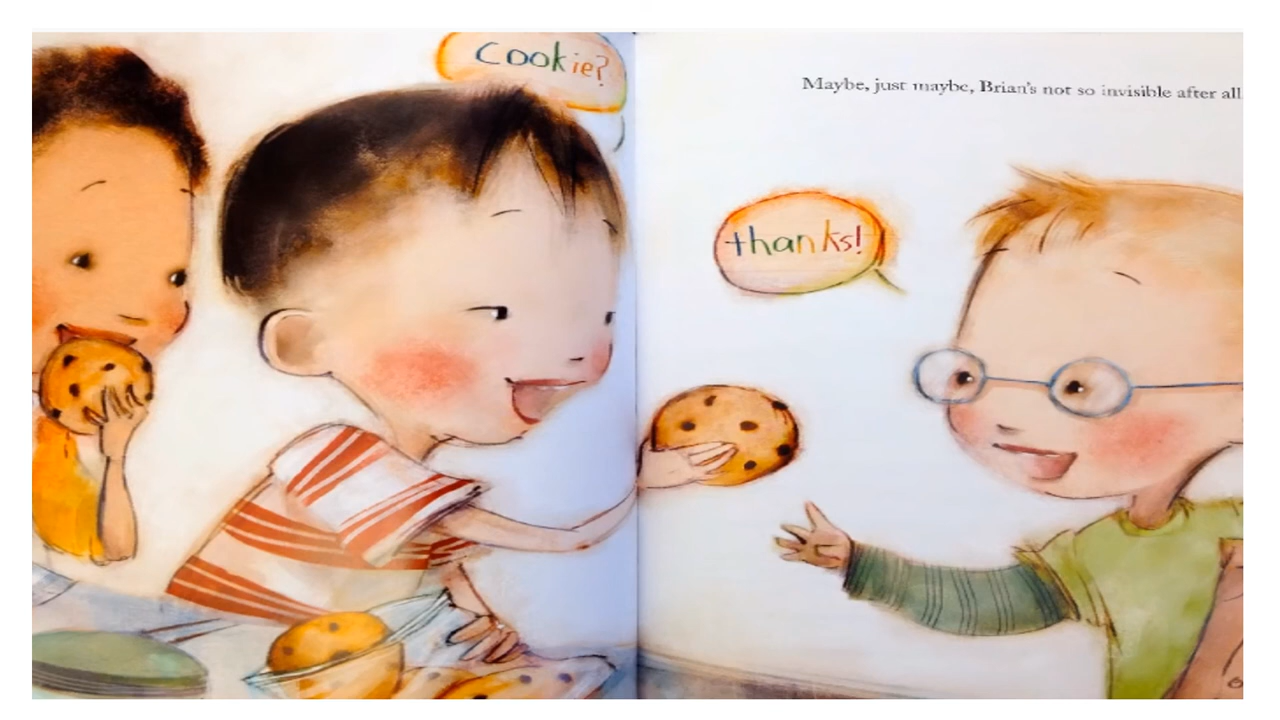 Cookie?
Maybe, just maybe, Brian's not so invisible after all
thanks!